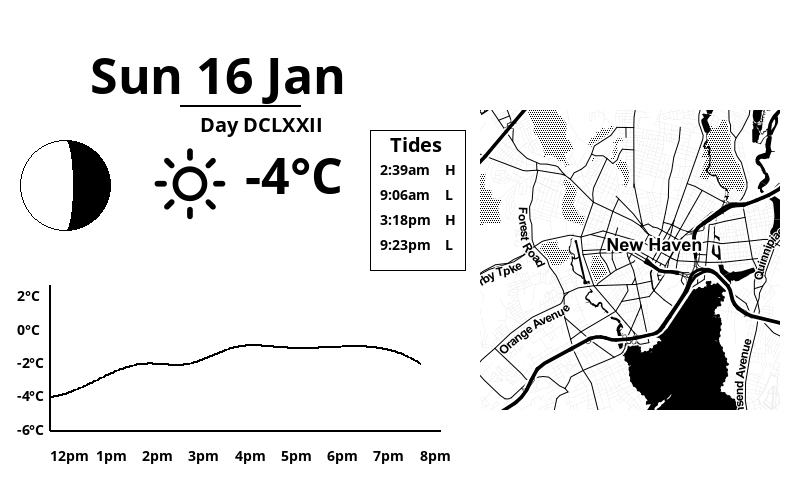 Sun 16 Jan
Day DCLXXII
-4°C
Tides
2:39am H
9:06am L
3:18pm H
9:23pm L
2°C
0°C
-2°C
-4°C
-6°C
12pm 1pm 2pm 3pm 4pm 5pm 6pm 7pm 8pm
New Haven
Forest Road
rby Tpke
Orange Avenue
Quinnipia
nsend Avenue